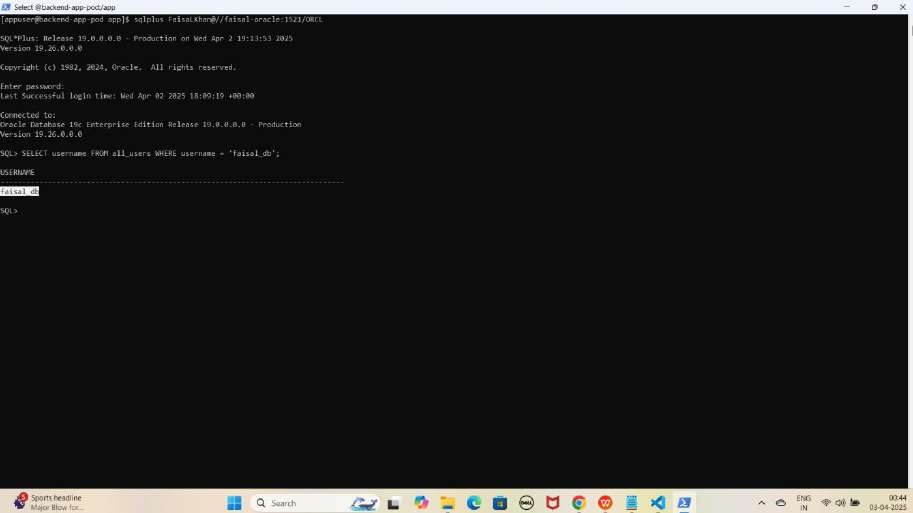 Select @backend-app-pod:/app
[appuser@backend-app-pod app]$ sqlplus FaisaLKhan@//faisal-oracle:1521/ORCL
SQL*Plus: Release 19.0.0.0.0 - Production on Wed Apr 2 19:13:53 2025
Version 19.26.0.0.0
Copyright (c) 1982, 2024, Oracle.  All rights reserved.
Enter password:
Last Successful login time: Wed Apr 02 2025 18:09:19 +00:00
Connected to:
Oracle Database 19c Enterprise Edition Release 19.0.0.0.0 - Production
Version 19.26.0.0.0
SQL> SELECT username FROM all_users WHERE username = 'faisal_db';
USERNAME
--------------------------------------------------------------------------------
faisal_db
SQL>
5
Sports headline
Major Blow for...
Search
DELL
ENG
IN
00:44
03-04-2025